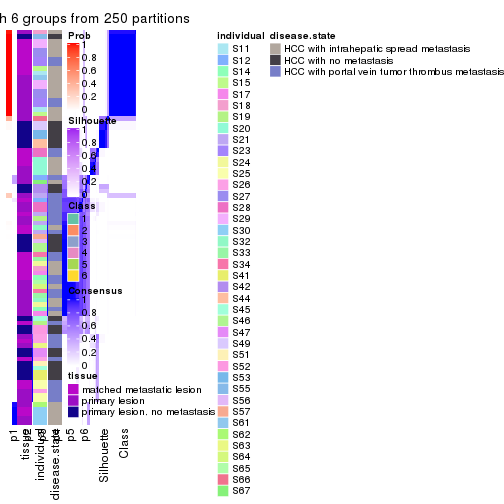 h 6 groups from 250 partitions
Prob
1
0.8
0.6
0.4
0.2
0
Silhouette
1
0.8
0.6
0.4
0.2
0
Class
1
2
3
4
5
6
Consensus
1
0.8
0.6
0.4
0.2
0
tissue
matched metastatic lesion
primary lesion
primary lesion. no metastasis
individual
S11
S12
S14
S15
S17
S18
S19
S20
S21
S23
S24
S25
S26
S27
S28
S29
S30
S32
S33
S34
S41
S42
S44
S45
S46
S47
S49
S51
S52
S53
S55
S56
S57
S61
S62
S63
S64
S65
S66
S67
disease.state
HCC with intrahepatic spread metastasis
HCC with no metastasis
HCC with portal vein tumor thrombus metastasis
p1
tissue
individual
disease.state
p5
p6
Silhouette
Class